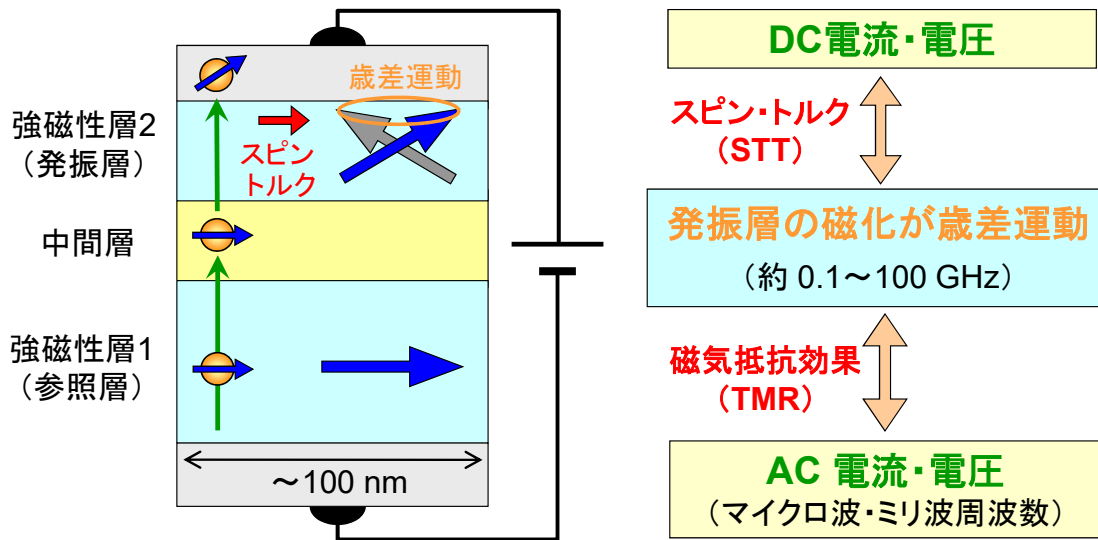 強磁性層2
（発振層）
中間層
強磁性層1
（参照層）
歳差運動
スピン
トルク
～100 nm
DC電流・電圧
スピン・トルク
（STT）
発振層の磁化が歳差運動
（約 0.1～100 GHz）
磁気抵抗効果
（TMR）
AC 電流・電圧
（マイクロ波・ミリ波周波数）